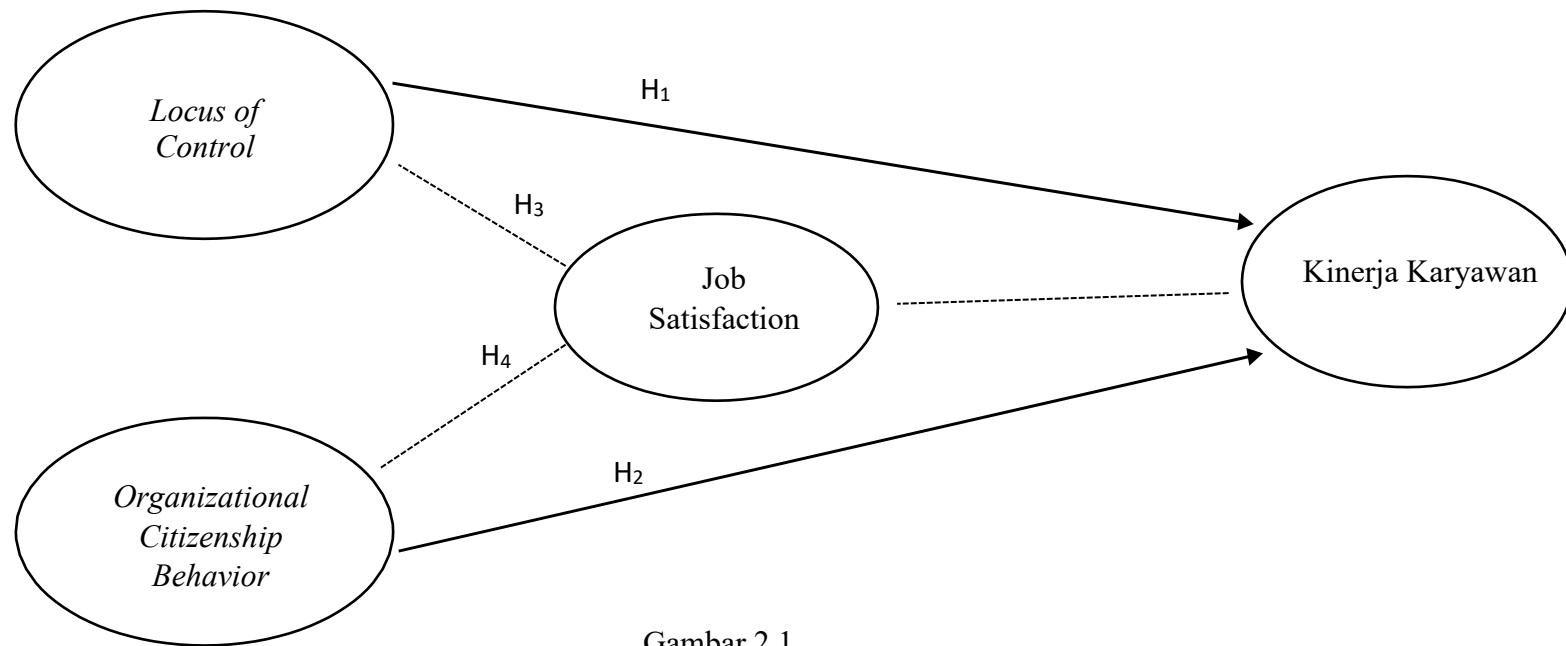 H₁
Locus of
Control
H₃
Job
Satisfaction
Kinerja Karyawan
H₄
H₂
Organizational
Citizenship
Behavior
Gambar 2.1